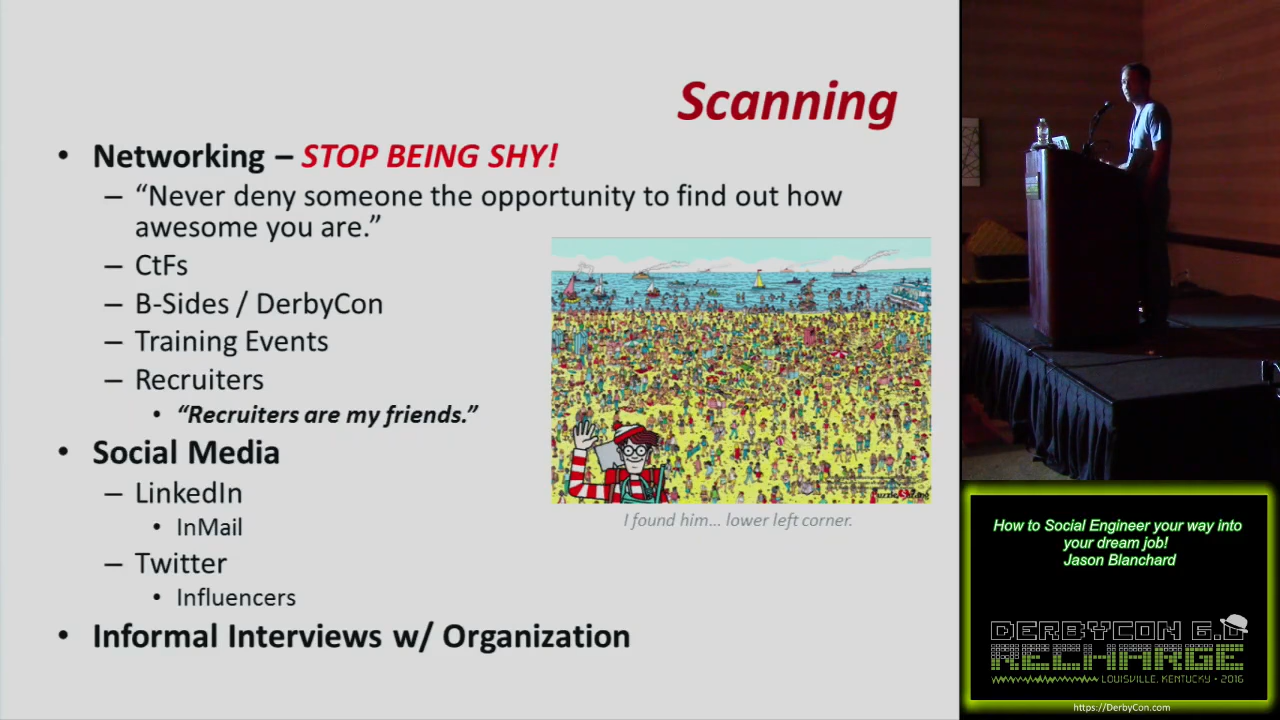 Scanning
• Networking – STOP BEING SHY!
– “Never deny someone the opportunity to find out how
awesome you are.”
– CtFs
– B-Sides / DerbyCon
– Training Events
– Recruiters
• “Recruiters are my friends.”
• Social Media
– LinkedIn
• InMail
– Twitter
• Influencers
• Informal Interviews w/ Organization
I found him... lower left corner.
How to Social Engineer your way into
your dream job!
Jason Blanchard
DERBYCON 6.0
RECHARGE
LOUISVILLE, KENTUCKY • 2016
https://DerbyCon.com